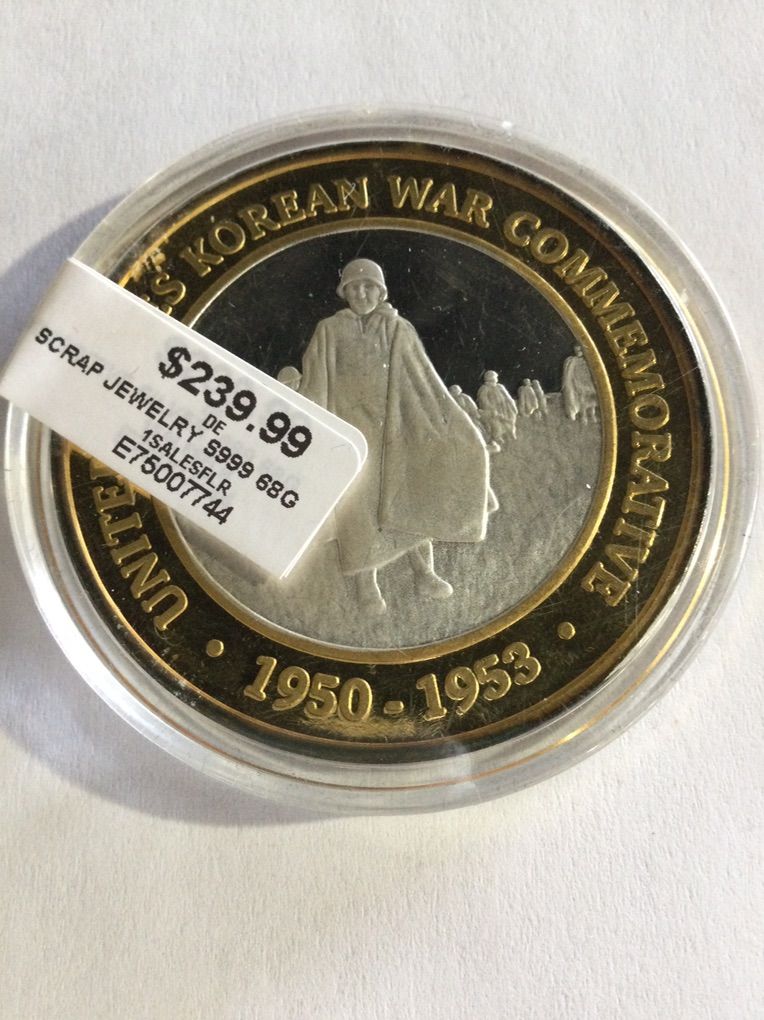 KOREAN WAR COMMEMORATIVE
1950 - 1953
$239.99
DE
SCRAP JEWELRY S999 68G
1SALESFLR
E75007744